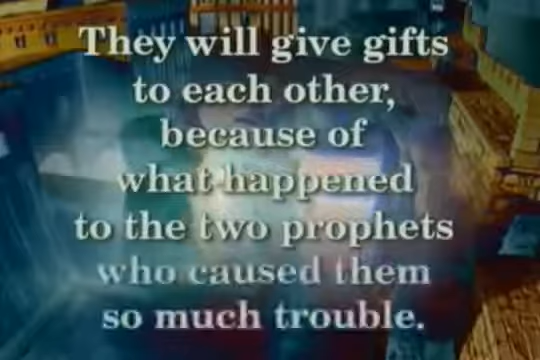 They will give gifts
to each other,
because of
what happened
to the two prophets
who caused them
so much trouble.